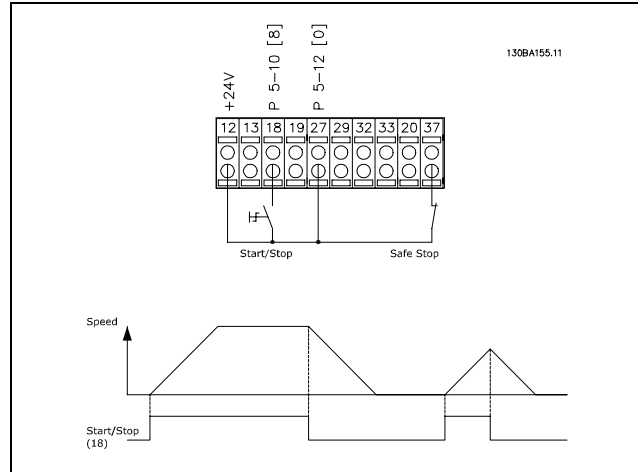 130BA155.11
+24V
P 5-10 [8]
P 5-12 [0]
12 13 18 19 27 29 32 33 20 37
Start/Stop
Safe Stop
Speed
Start/Stop
(18)